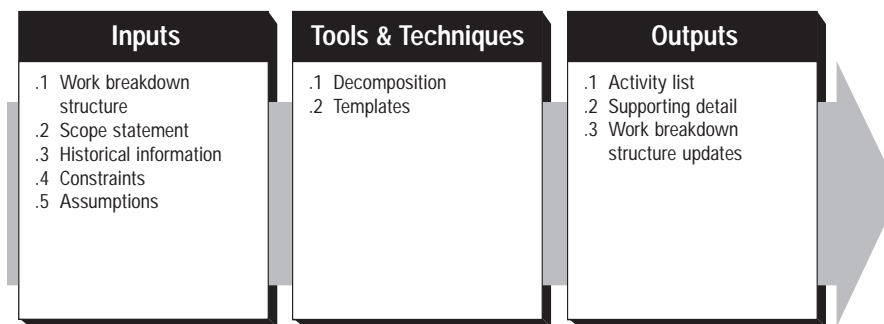 Inputs
.1 Work breakdown
structure
.2 Scope statement
.3 Historical information
.4 Constraints
.5 Assumptions
Tools & Techniques
.1 Decomposition
.2 Templates
Outputs
.1 Activity list
.2 Supporting detail
.3 Work breakdown
structure updates